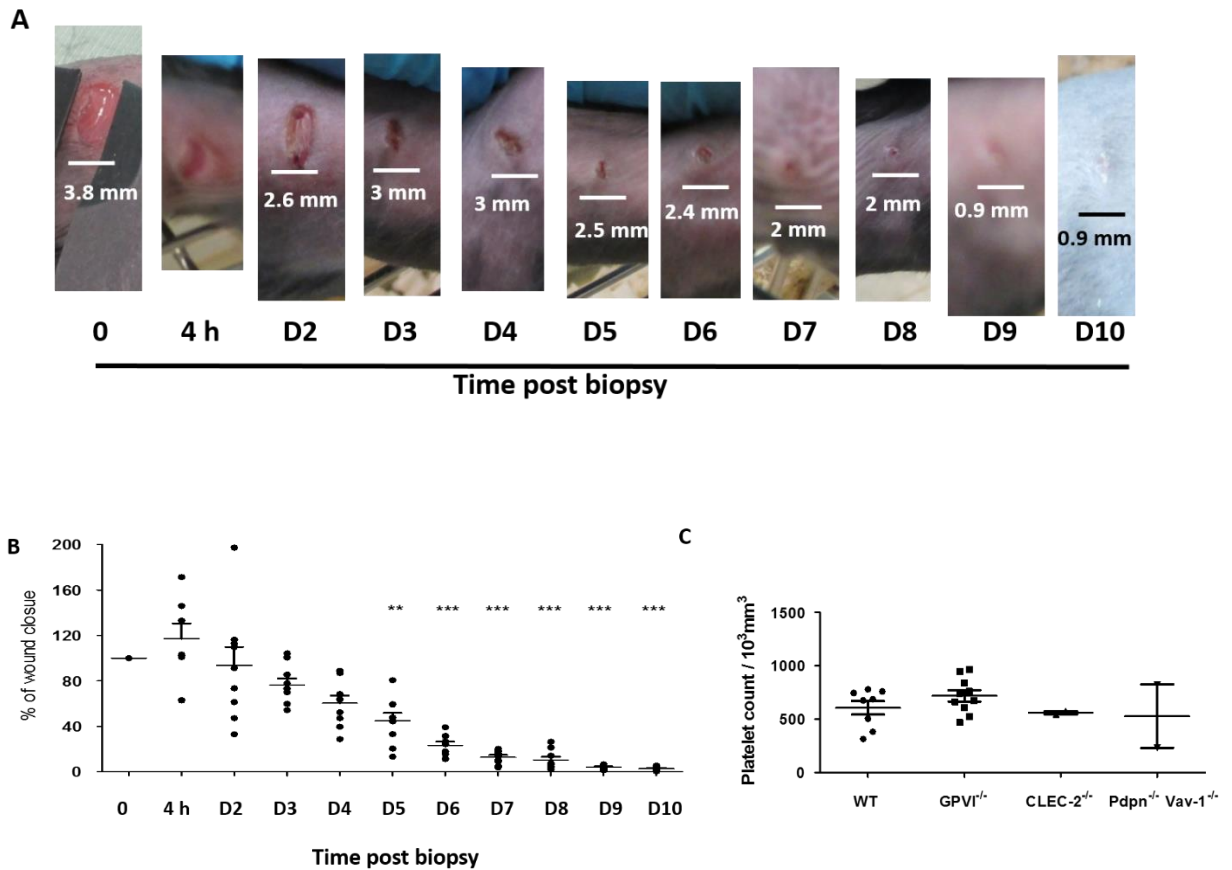 A
3.8 mm
2.6 mm
3 mm
3 mm
2.5 mm
2.4 mm
2 mm
2 mm
0.9 mm
0.9 mm
0 4 h D2 D3 D4 D5 D6 D7 D8 D9 D10
Time post biopsy
B
% of wound closue
200
160
120
80
40
0
** *** *** *** *** ***
0 4 h D2 D3 D4 D5 D6 D7 D8 D9 D10
Time post biopsy
C
Platelet count / 10³mm³
1500
1000
500
0
WT GPVI⁻/⁻ CLEC-2⁻/⁻ Pdpn⁻/⁻ Vav-1⁻/⁻